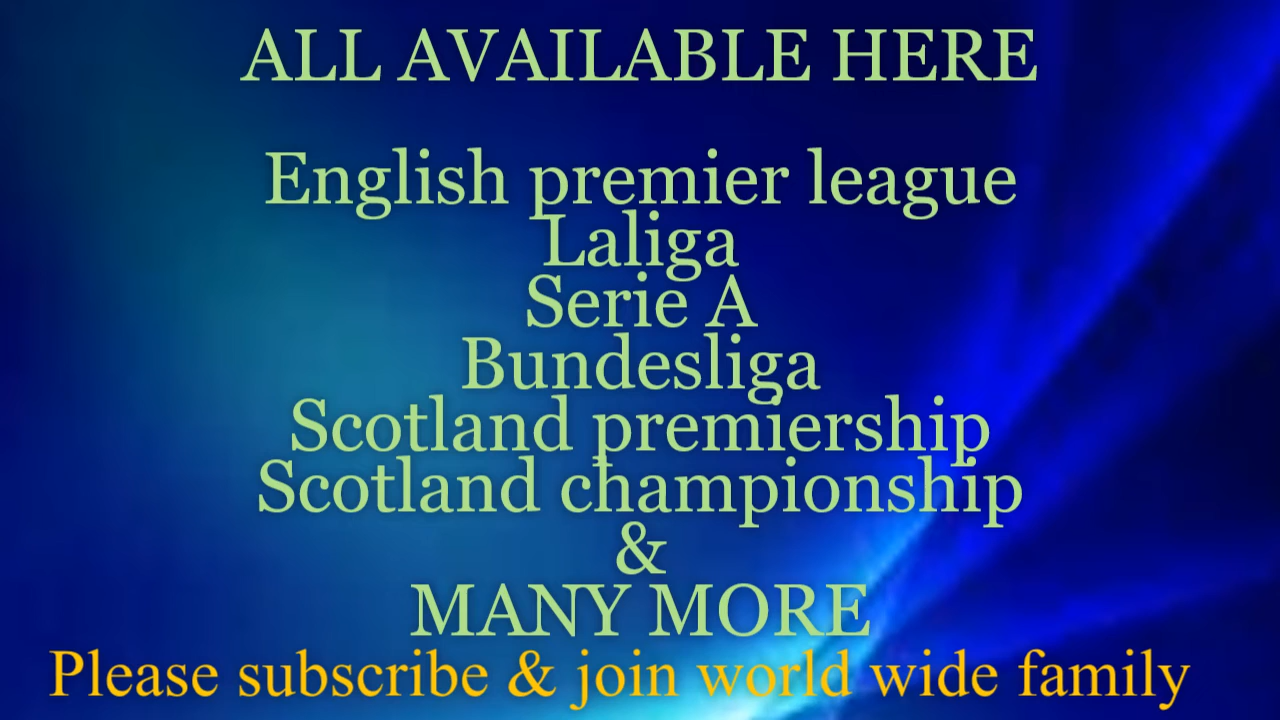 ALL AVAILABLE HERE
English premier league
Laliga
Serie A
Bundesliga
Scotland premiership
Scotland championship
&
MANY MORE
Please subscribe & join world wide family